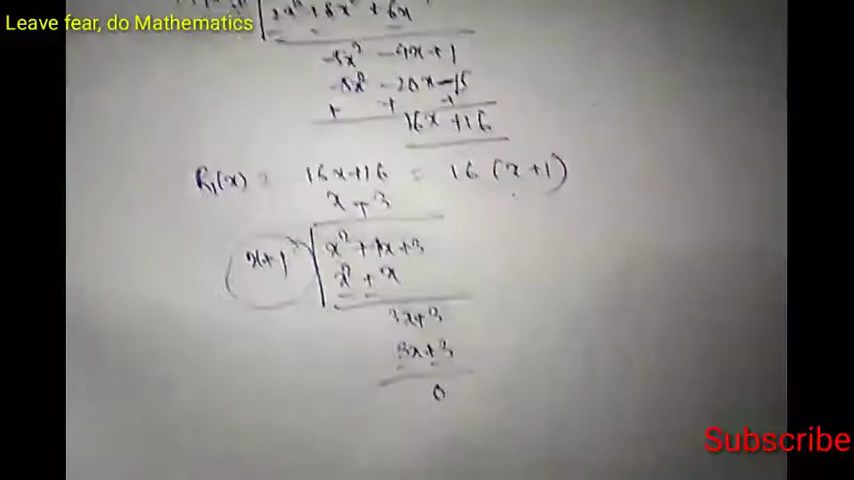 Leave fear, do Mathematics
2x³ + 8x² + 6x
-5x² - 4x + 1
-5x² - 20x - 15
+ + +
16x + 16
R₁(x) = 16x+16 = 16 (x+1)
x + 3
x+1 x² + 4x + 3
x² + x
- -
3x+3
3x+3
- -
0
Subscribe